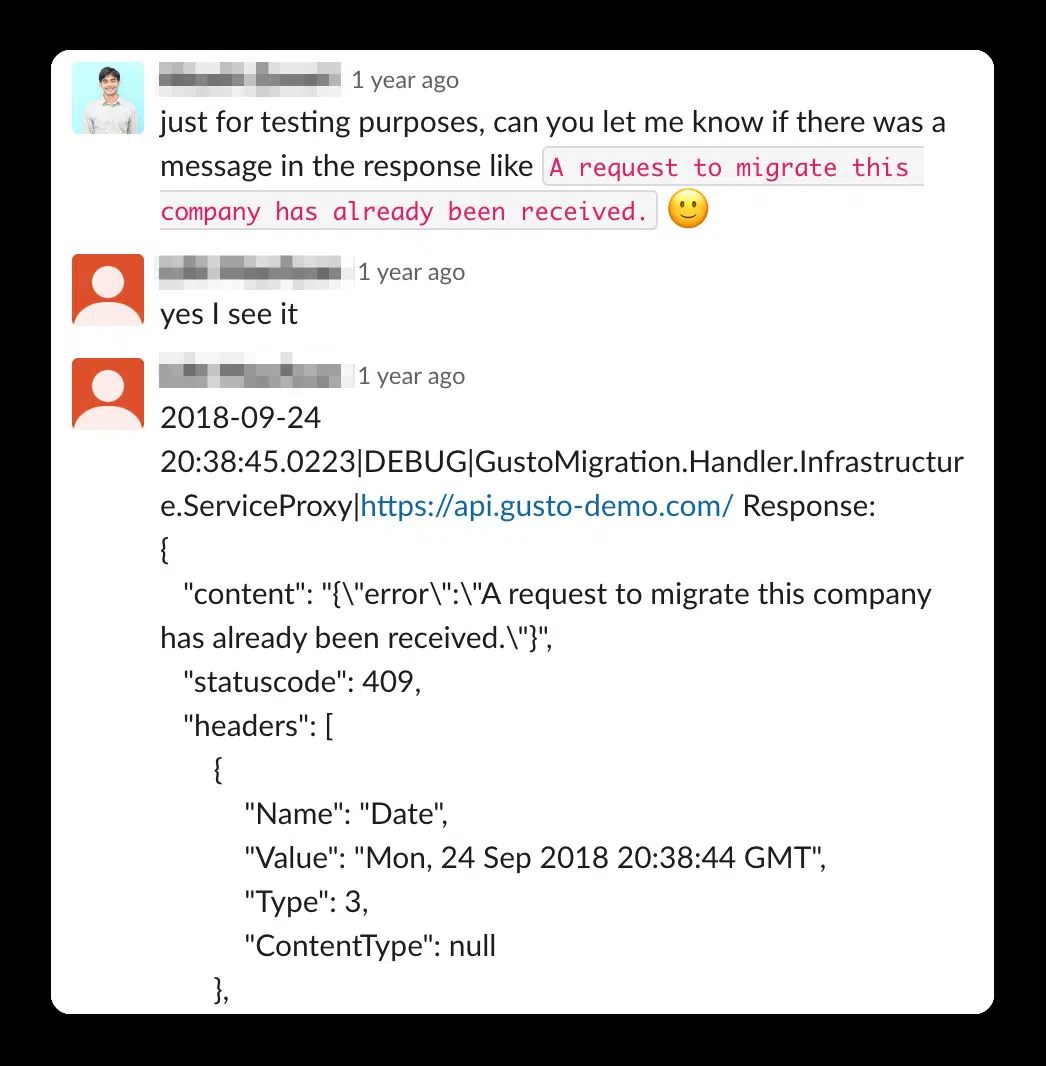 1 year ago
just for testing purposes, can you let me know if there was a
message in the response like A request to migrate this
company has already been received. 🙂
1 year ago
yes I see it
1 year ago
2018-09-24
20:38:45.0223|DEBUG|GustoMigration.Handler.Infrastructur
e.ServiceProxy|https://api.gusto-demo.com/ Response:
{
"content": "{\"error\":\"A request to migrate this company
has already been received.\"}",
"statuscode": 409,
"headers": [
{
"Name": "Date",
"Value": "Mon, 24 Sep 2018 20:38:44 GMT",
"Type": 3,
"ContentType": null
},